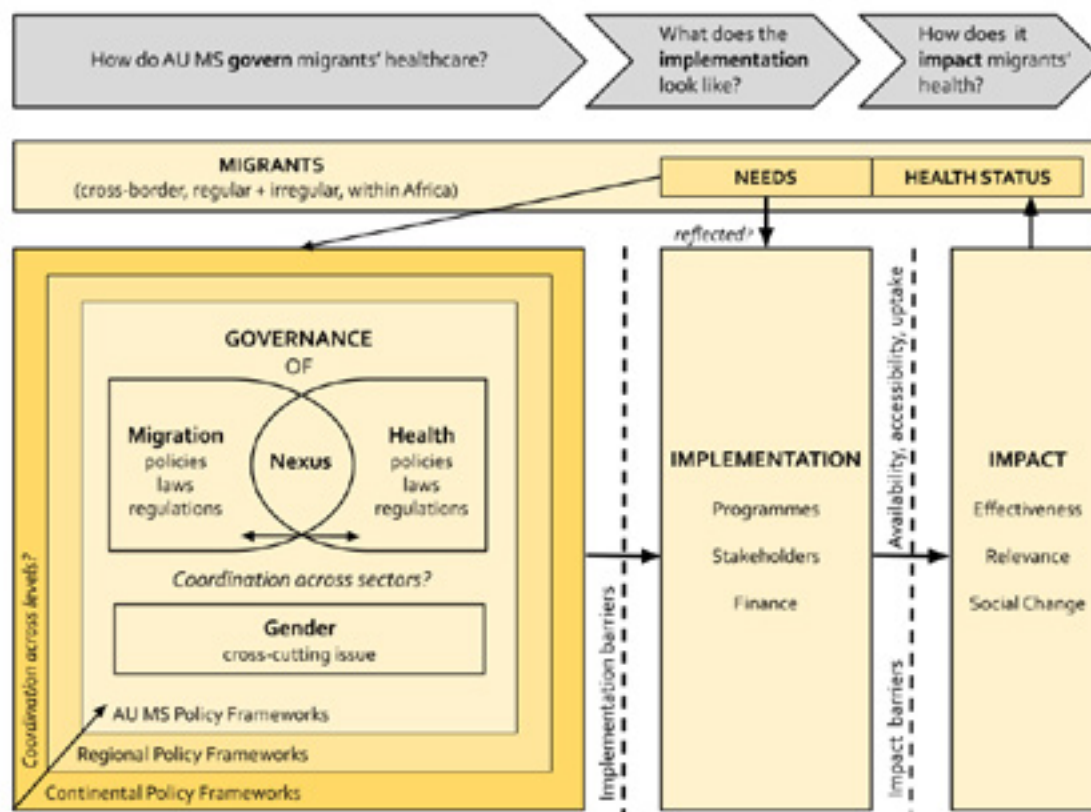 How do AU MS govern migrants' healthcare?
What does the
implementation
look like?
How does it
impact migrants'
health?
MIGRANTS
(cross-border, regular + irregular, within Africa)
NEEDS
HEALTH STATUS
reflected?
GOVERNANCE
OF
Migration
policies
laws
regulations
Nexus
Health
policies
laws
regulations
Coordination across sectors?
Gender
cross-cutting issue
AU MS Policy Frameworks
Regional Policy Frameworks
Continental Policy Frameworks
Coordination across levels?
Implementation barriers
IMPLEMENTATION
Programmes
Stakeholders
Finance
Availability, accessibility, uptake
Impact barriers
IMPACT
Effectiveness
Relevance
Social Change